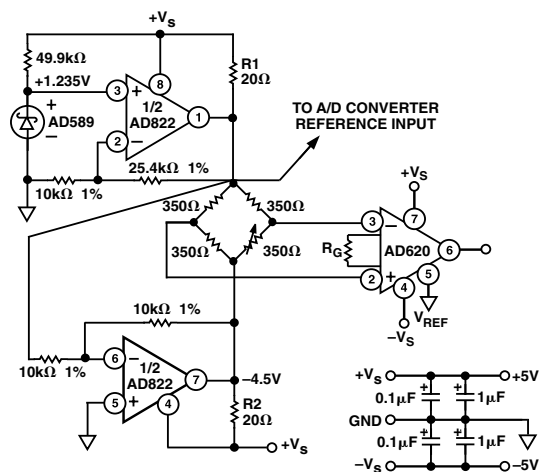 +VS
49.9kΩ
+1.235V
R1
20Ω
3
+
8
1/2
AD822
1
+
AD589
−
2
−
TO A/D CONVERTER
REFERENCE INPUT
10kΩ 1%
25.4kΩ 1%
350Ω
350Ω
350Ω
350Ω
+VS
3
−
7
RG
AD620
6
2
+
4
5
VREF
−VS
10kΩ 1%
10kΩ 1%
6
−
1/2
AD822
7
−4.5V
5
+
4
R2
20Ω
+VS
+VS
+5V
0.1µF
+
+
1µF
GND
0.1µF
+
+
1µF
−VS
−5V